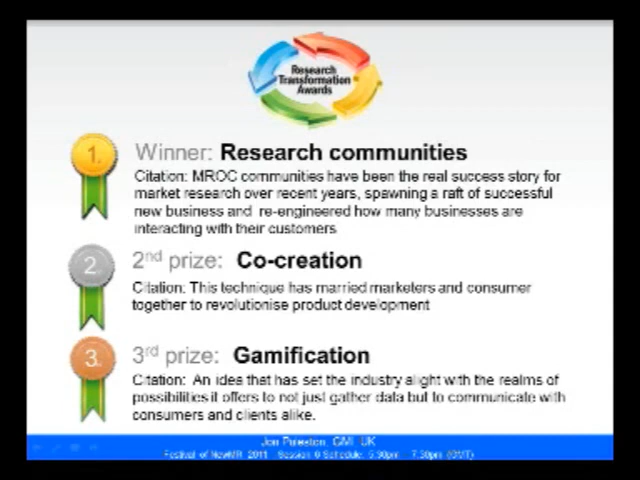 Research
Transformation
Awards
1.
Winner: Research communities
Citation: MROC communities have been the real success story for
market research over recent years, spawning a raft of successful
new business and re-engineered how many businesses are
interacting with their customers
2.
2nd prize: Co-creation
Citation: This technique has married marketers and consumer
together to revolutionise product development
3.
3rd prize: Gamification
Citation: An idea that has set the industry alight with the realms of
possibilities it offers to not just gather data but to communicate with
consumers and clients alike.
Jon Puleston, GMI, UK
Festival of NewMR 2011 Session 6 Schedule: 5:30pm - 7:30pm (GMT)